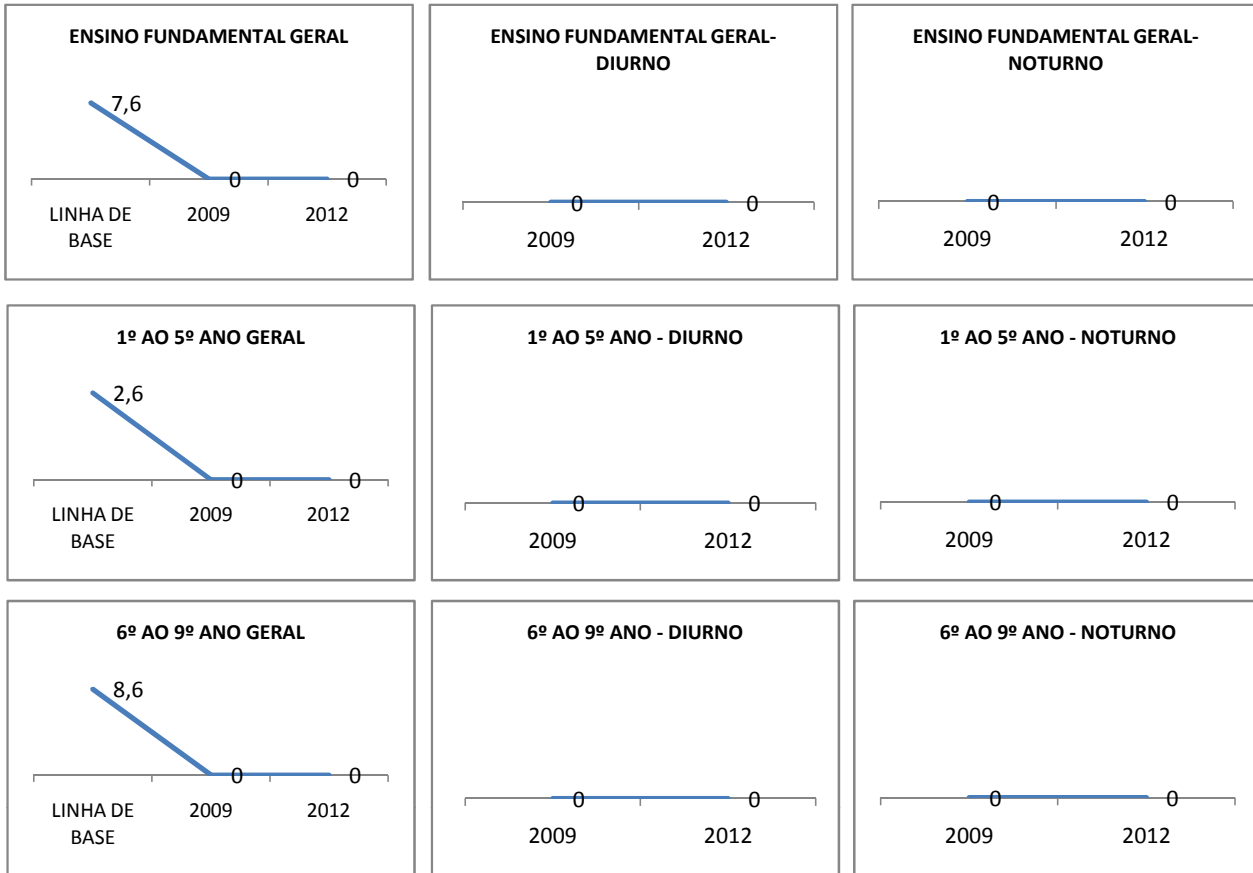 ENSINO FUNDAMENTAL GERAL
7,6
0
0
LINHA DE
BASE
2009
2012
ENSINO FUNDAMENTAL GERAL-
DIURNO
0
0
2009
2012
ENSINO FUNDAMENTAL GERAL-
NOTURNO
0
0
2009
2012
1º AO 5º ANO GERAL
2,6
0
0
LINHA DE
BASE
2009
2012
1º AO 5º ANO - DIURNO
0
0
2009
2012
1º AO 5º ANO - NOTURNO
0
0
2009
2012
6º AO 9º ANO GERAL
8,6
0
0
LINHA DE
BASE
2009
2012
6º AO 9º ANO - DIURNO
0
0
2009
2012
6º AO 9º ANO - NOTURNO
0
0
2009
2012